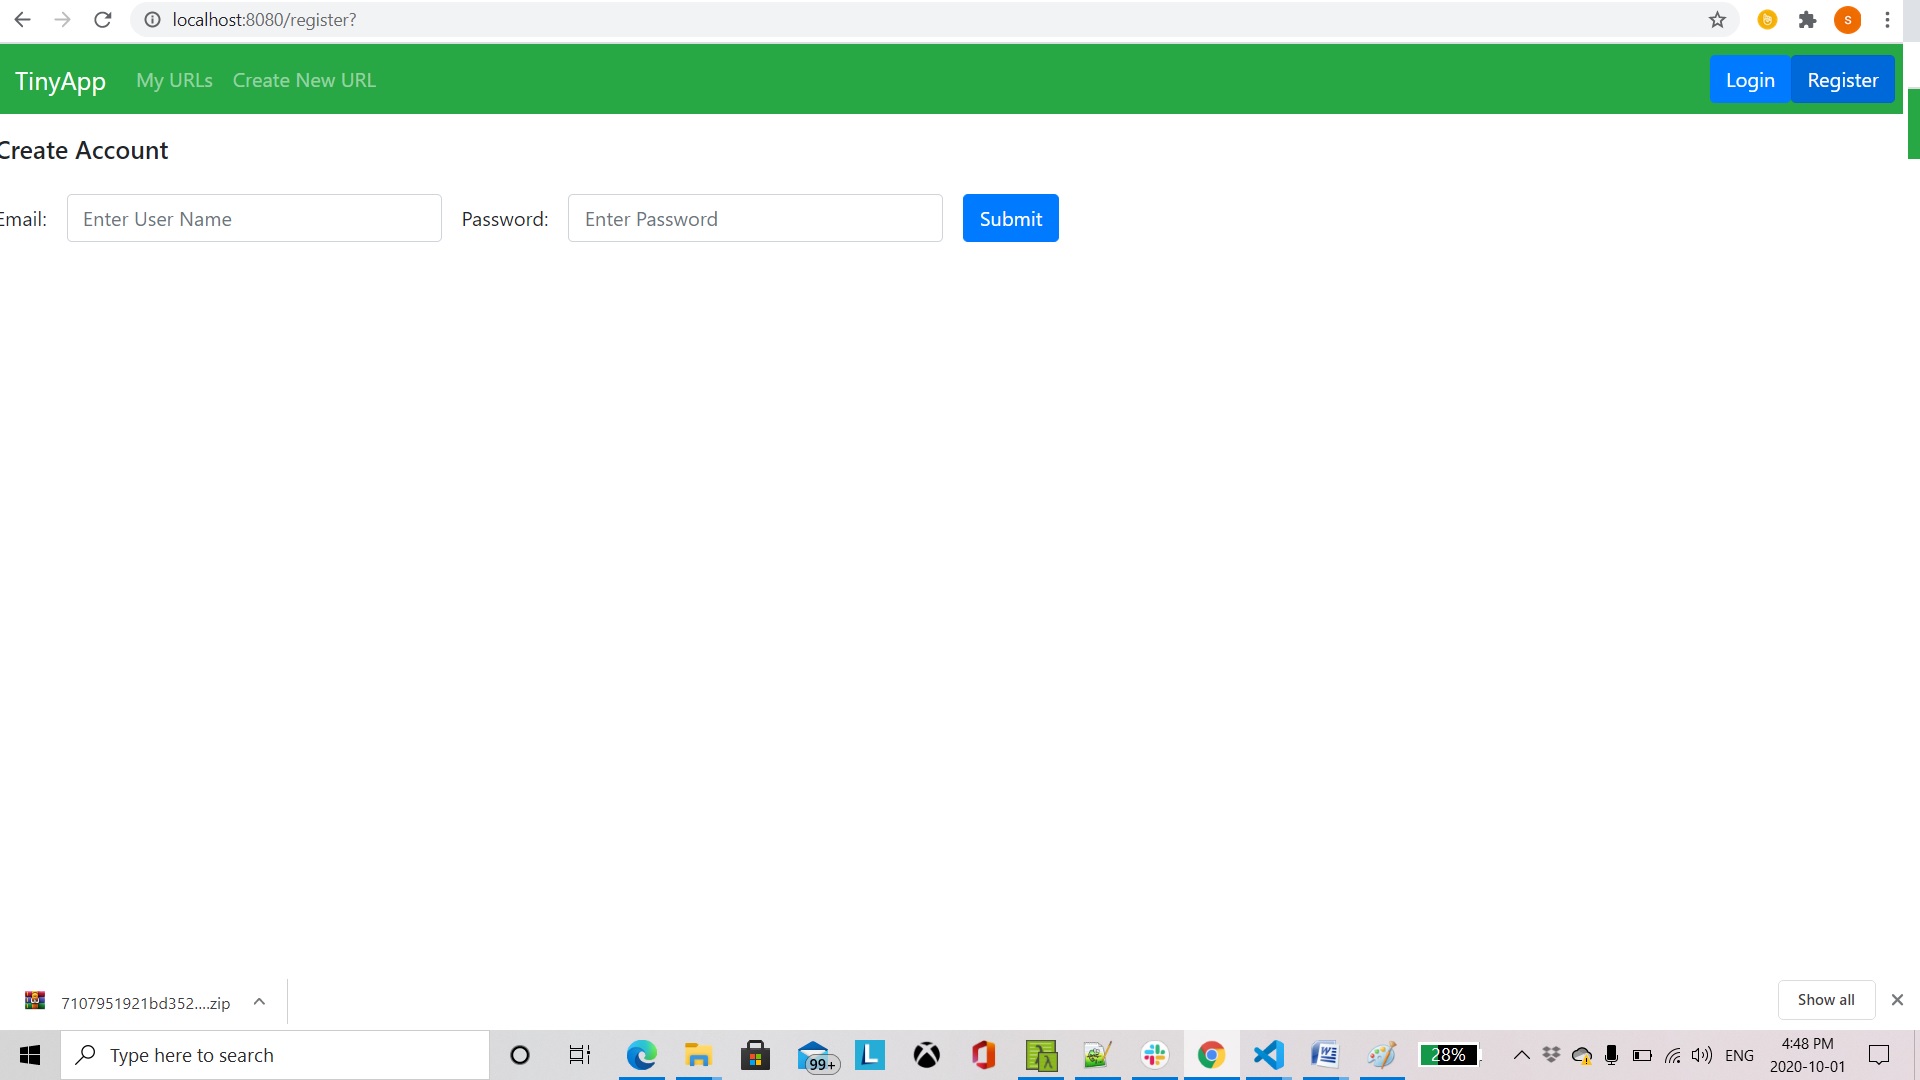 localhost:8080/register?
S
TinyApp My URLs Create New URL Login Register
Create Account
Email: Enter User Name Password: Enter Password Submit
7107951921bd352....zip Show all
Type here to search 99+ L 28% ENG 4:48 PM
2020-10-01